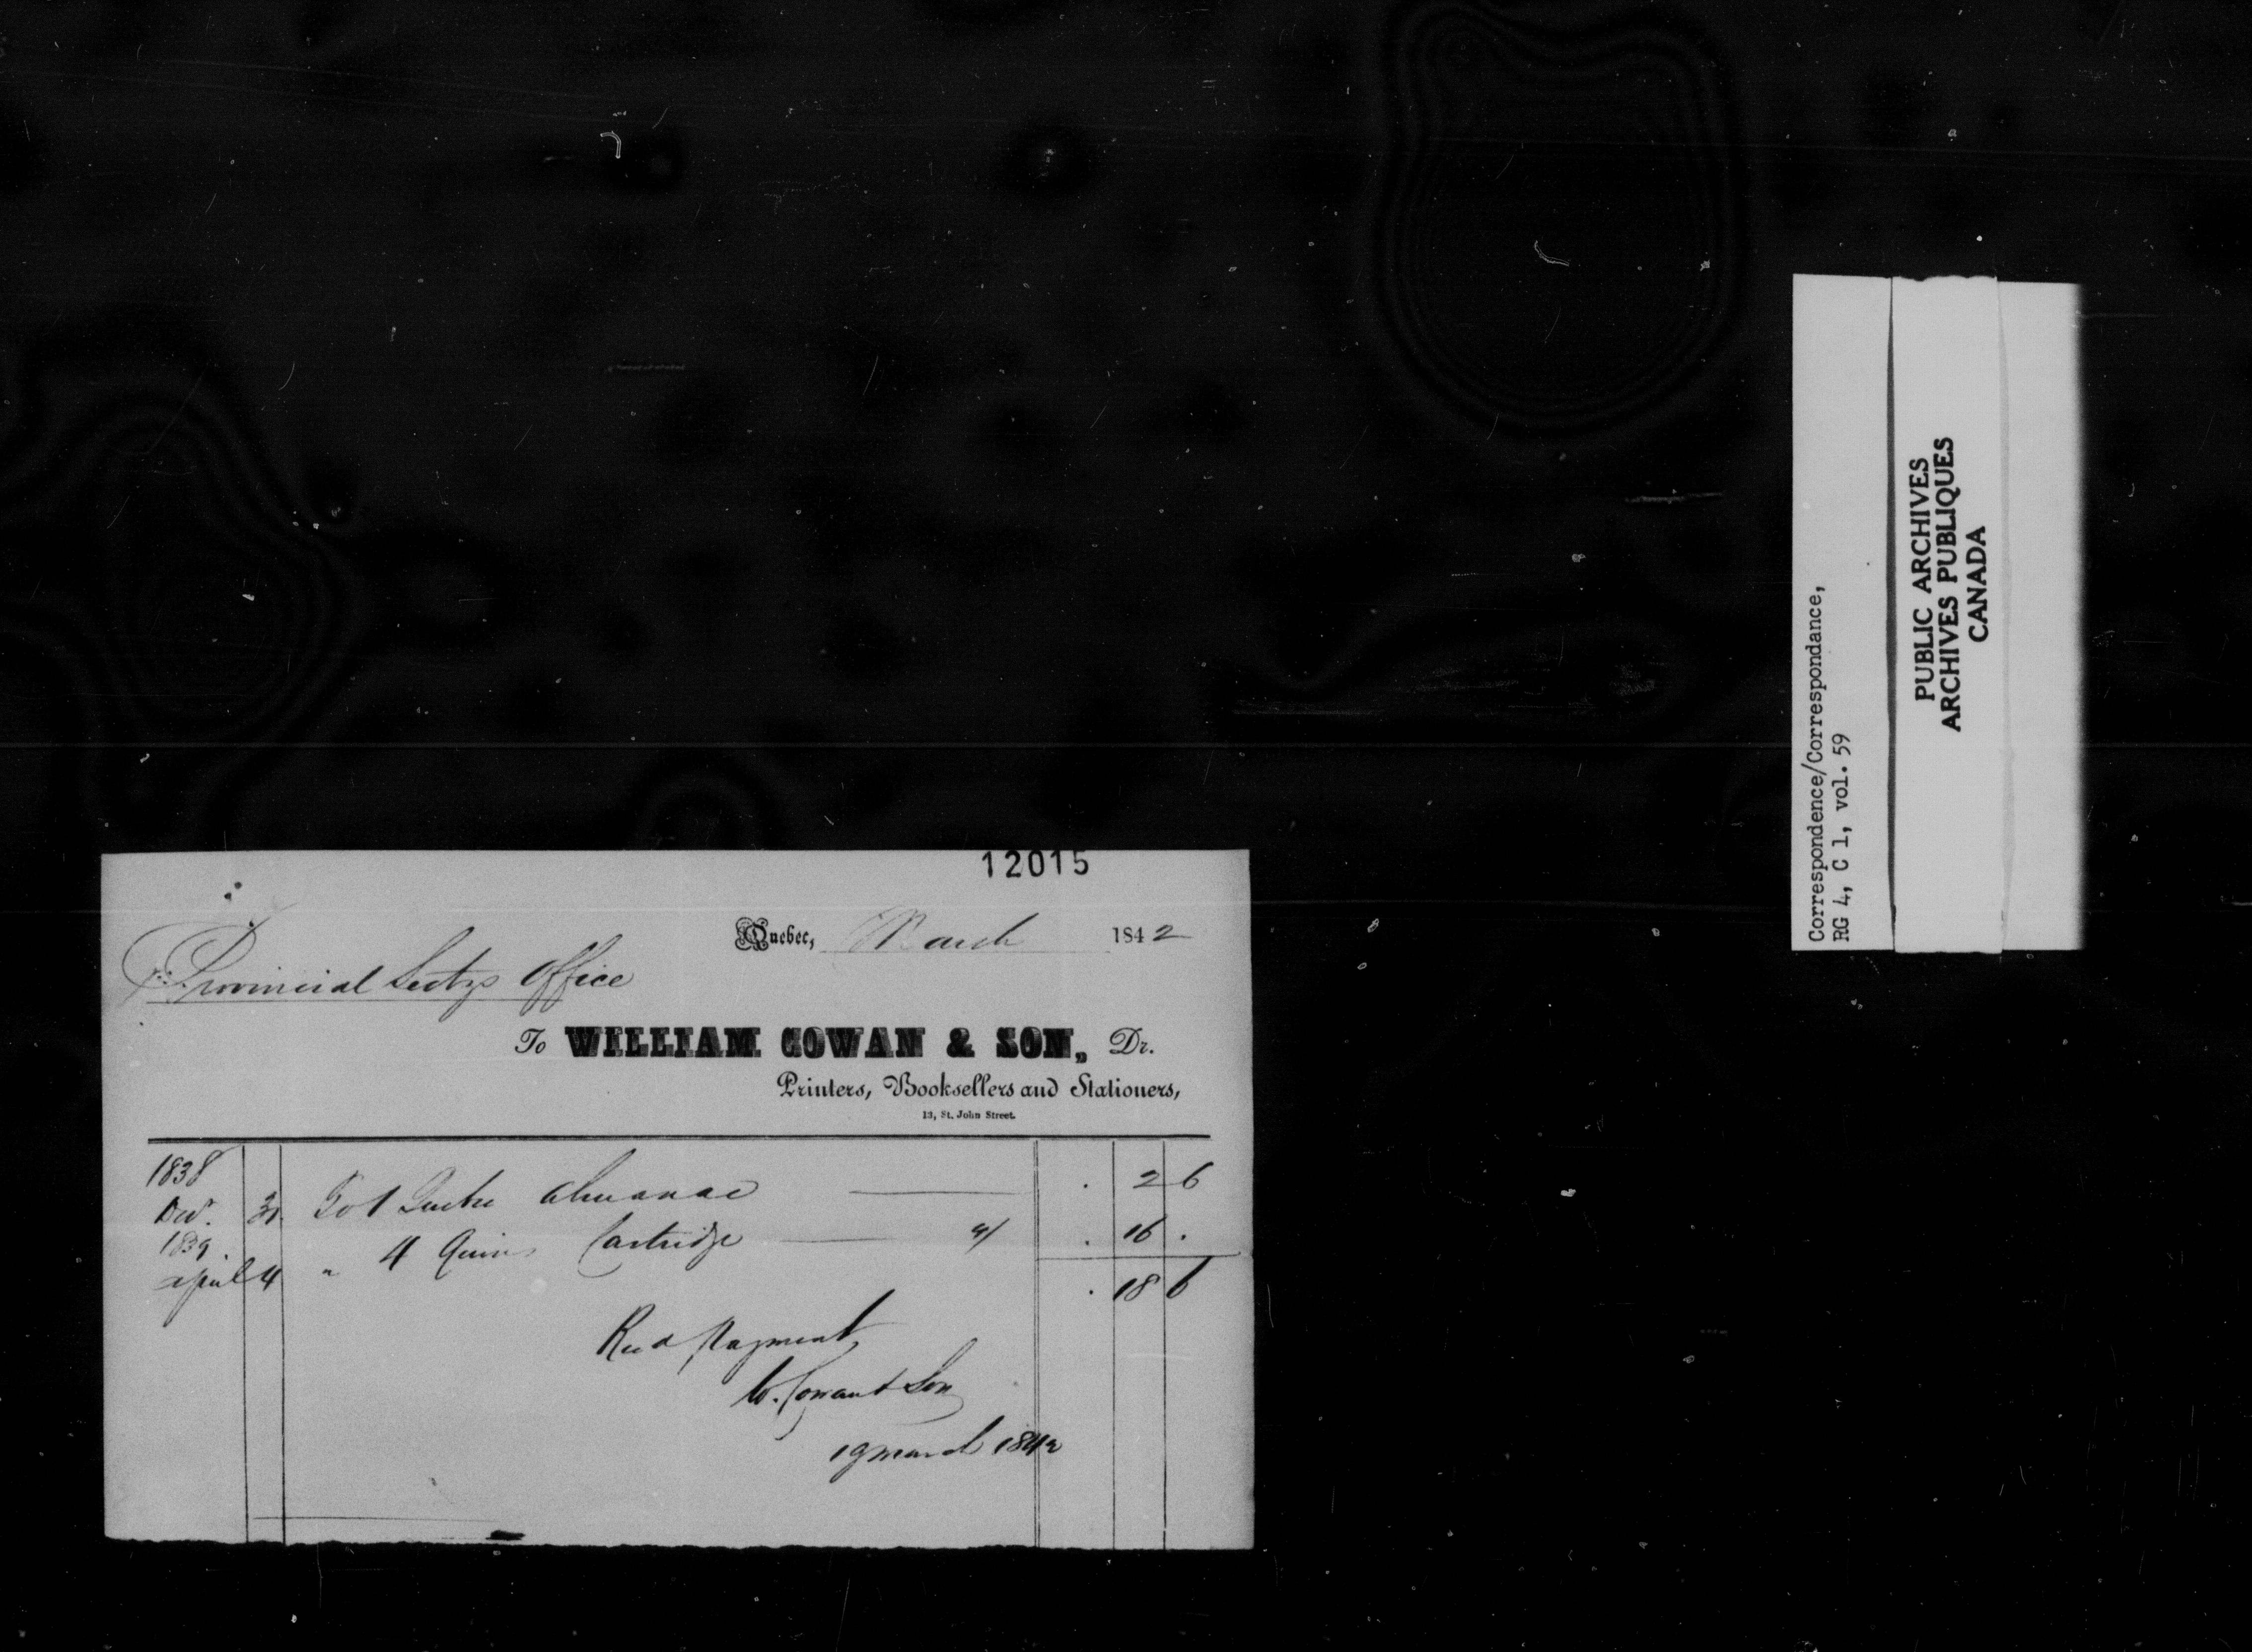 12015
Quebec, March 1842
Provincial Secty's Office
To WILLIAM COWAN & SON, Dr.
Printers, Booksellers and Stationers,
13, St. John Street.
1838
Decr. 31. To 1 Quebec Almanac . 2 6
1839.
April 4 " 4 Quires Cartridge 4/ . 16 .
. 18 6
Recd Payment
W. Cowan & Son
19 March 1842
Correspondence/Correspondance,
RG 4, C 1, vol. 59
PUBLIC ARCHIVES
ARCHIVES PUBLIQUES
CANADA